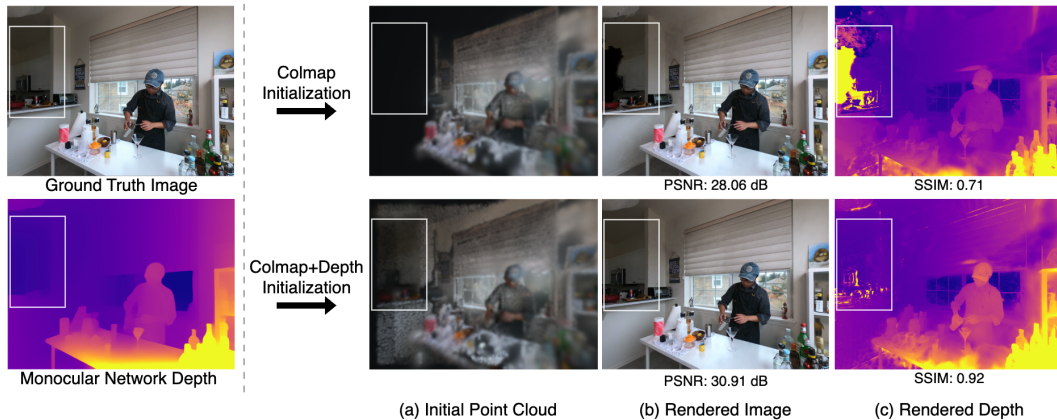 Ground Truth Image
Colmap
Initialization
PSNR: 28.06 dB
SSIM: 0.71
Monocular Network Depth
Colmap+Depth
Initialization
PSNR: 30.91 dB
SSIM: 0.92
(a) Initial Point Cloud
(b) Rendered Image
(c) Rendered Depth